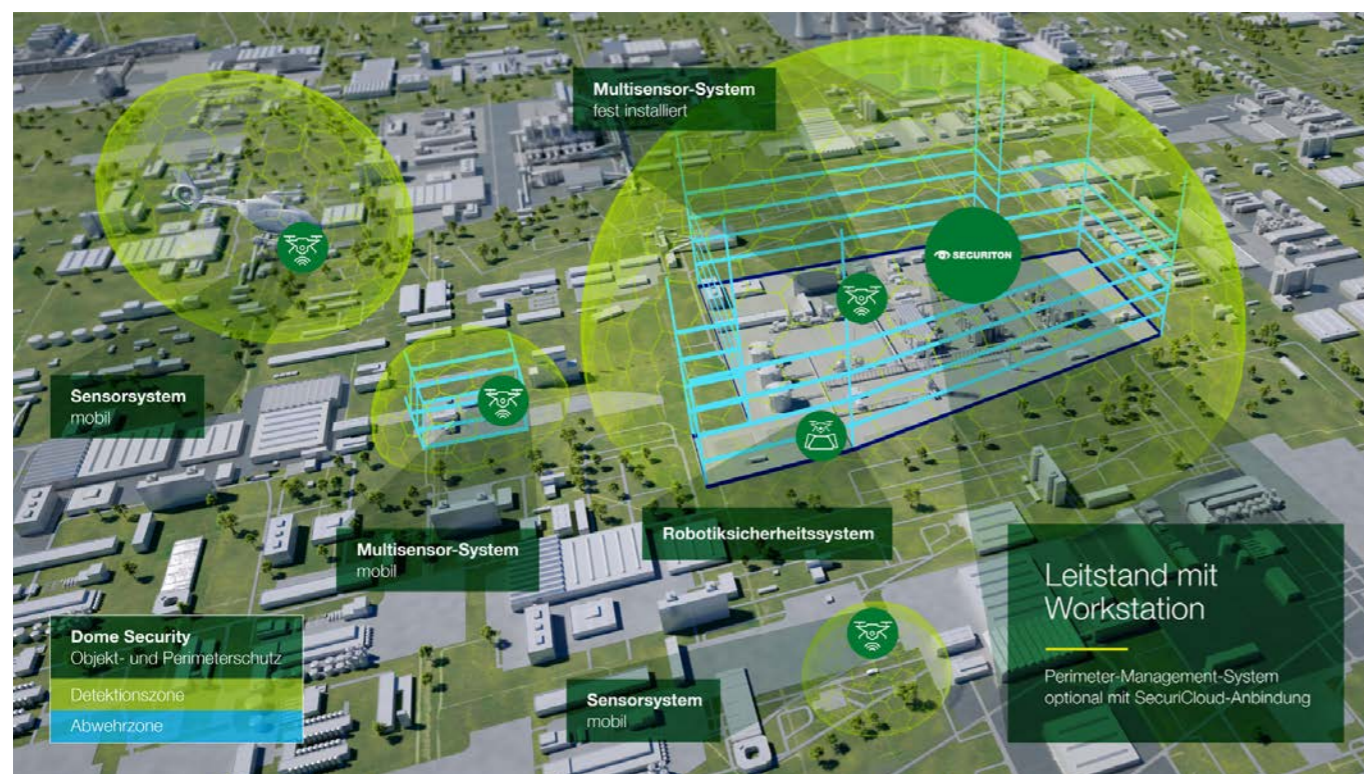 Multisensor-System
fest installiert
SECURITON
Sensorsystem
mobil
Multisensor-System
mobil
Robotiksicherheitssystem
Leitstand mit
Workstation
Perimeter-Management-System
optional mit SecuriCloud-Anbindung
Dome Security
Objekt- und Perimeterschutz
Detektionszone
Abwehrzone
Sensorsystem
mobil